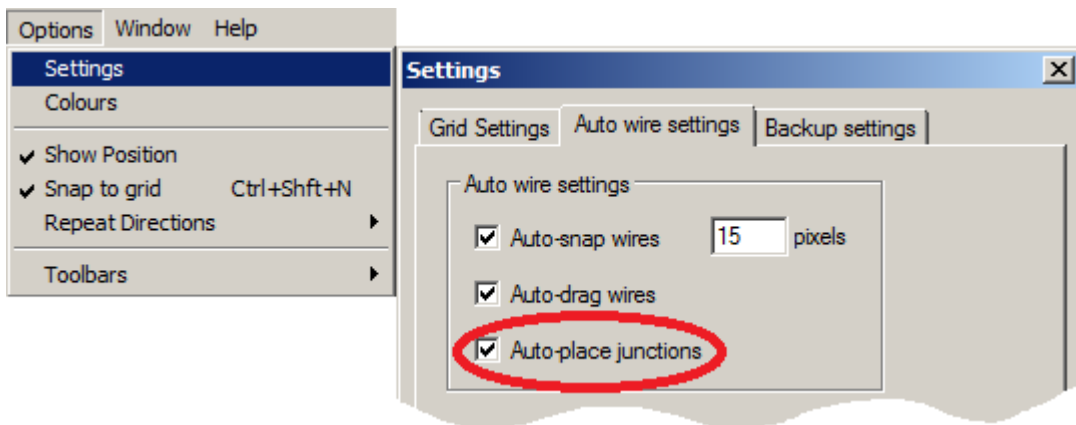 Options Window Help
Settings
Colours
Show Position
Snap to grid Ctrl+Shft+N
Repeat Directions
Toolbars
Settings
Grid Settings Auto wire settings Backup settings
Auto wire settings
Auto-snap wires 15 pixels
Auto-drag wires
Auto-place junctions